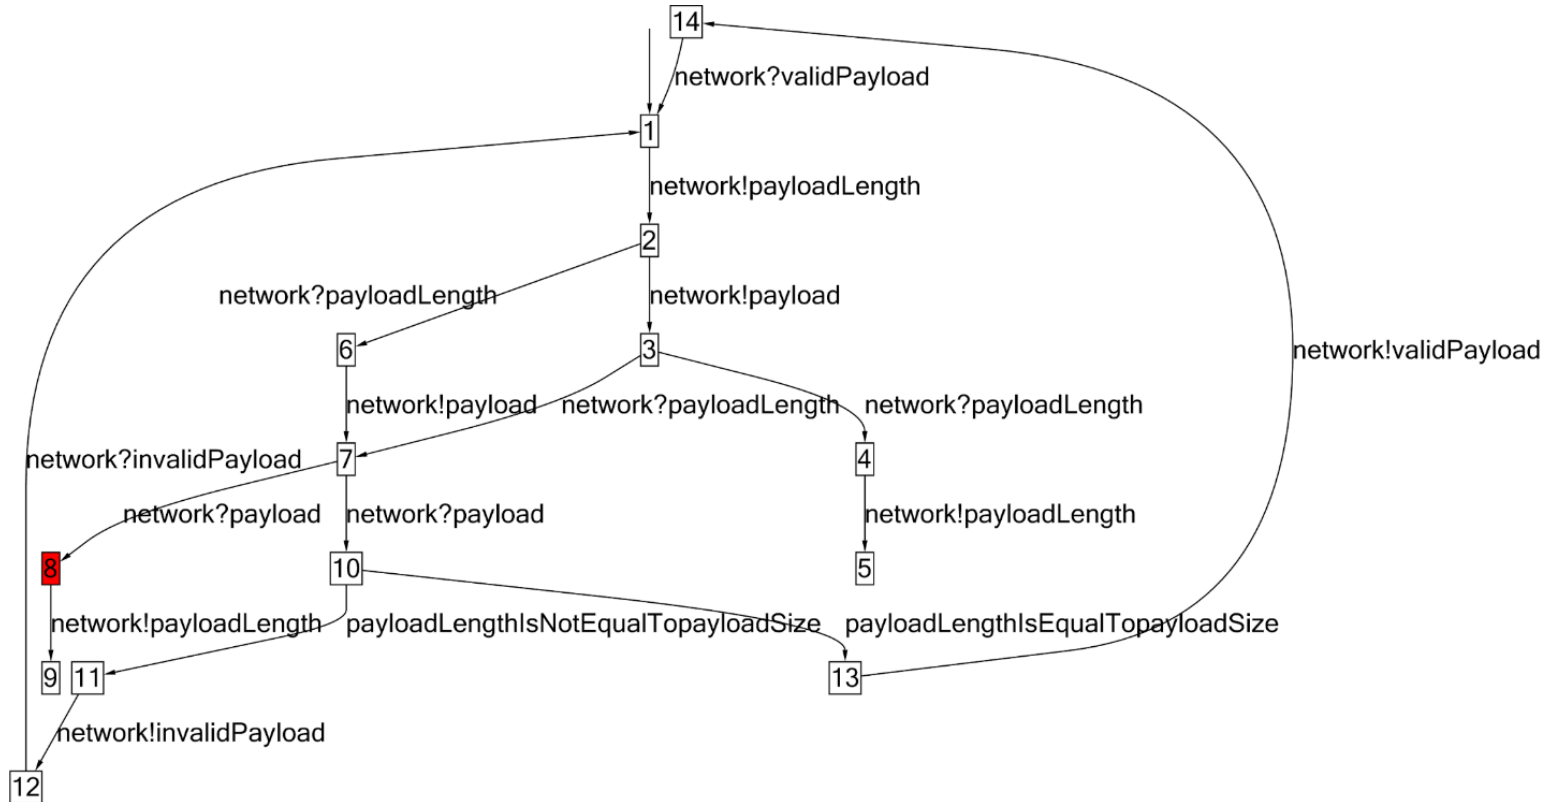 14
network?validPayload
1
network!payloadLength
2
network?payloadLength
network!payload
6
3
network!validPayload
network!payload
network?payloadLength
network?payloadLength
network?invalidPayload
7
4
network?payload
network?payload
network!payloadLength
8
10
5
network!payloadLength
payloadLengthIsNotEqualTopayloadSize
payloadLengthIsEqualTopayloadSize
9
11
13
network!invalidPayload
12